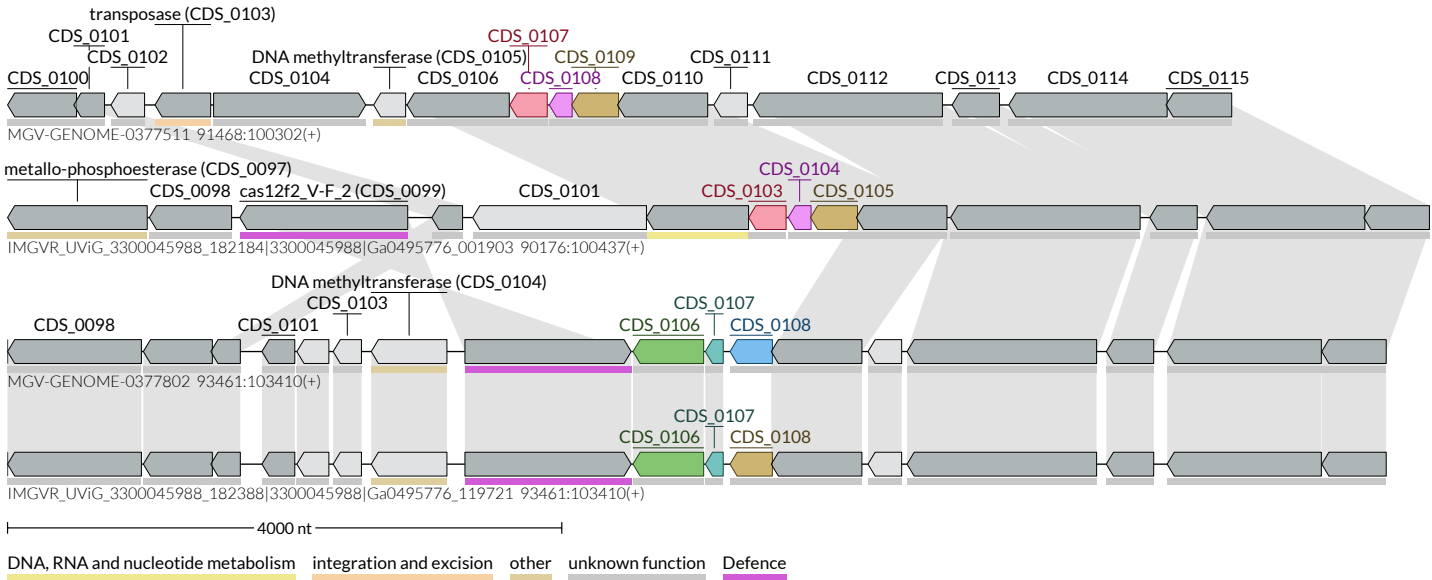 transposase (CDS_0103)
CDS_0101 CDS_0107
CDS_0102 DNA methyltransferase (CDS_0105) CDS_0109 CDS_0111
CDS_0100 CDS_0104 CDS_0106 CDS_0108 CDS_0110 CDS_0112 CDS_0113 CDS_0114 CDS_0115
MGV-GENOME-0377511 91468:100302(+)
metallo-phosphoesterase (CDS_0097) CDS_0104
CDS_0098 cas12f2_V-F_2 (CDS_0099) CDS_0101 CDS_0103 CDS_0105
IMGVR_UViG_3300045988_182184|3300045988|Ga0495776_001903 90176:100437(+)
DNA methyltransferase (CDS_0104)
CDS_0103 CDS_0107
CDS_0098 CDS_0101 CDS_0106 CDS_0108
MGV-GENOME-0377802 93461:103410(+)
CDS_0107
CDS_0106 CDS_0108
IMGVR_UViG_3300045988_182388|3300045988|Ga0495776_119721 93461:103410(+)
4000 nt
DNA, RNA and nucleotide metabolism integration and excision other unknown function Defence